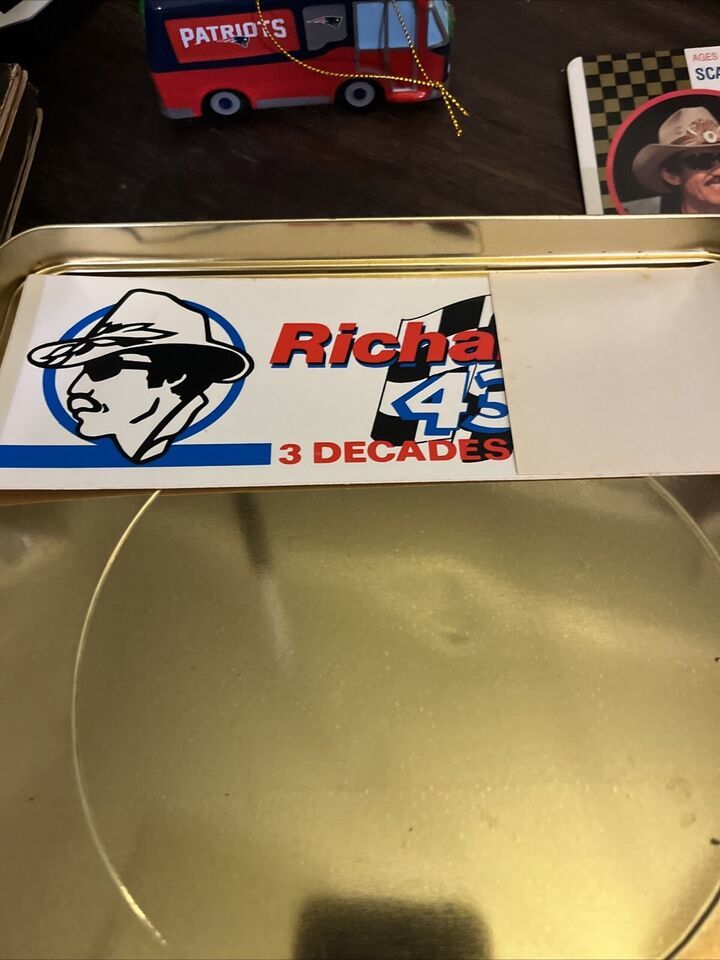 PATRIOTS
AGES
SCA
Richa
43
3 DECADES